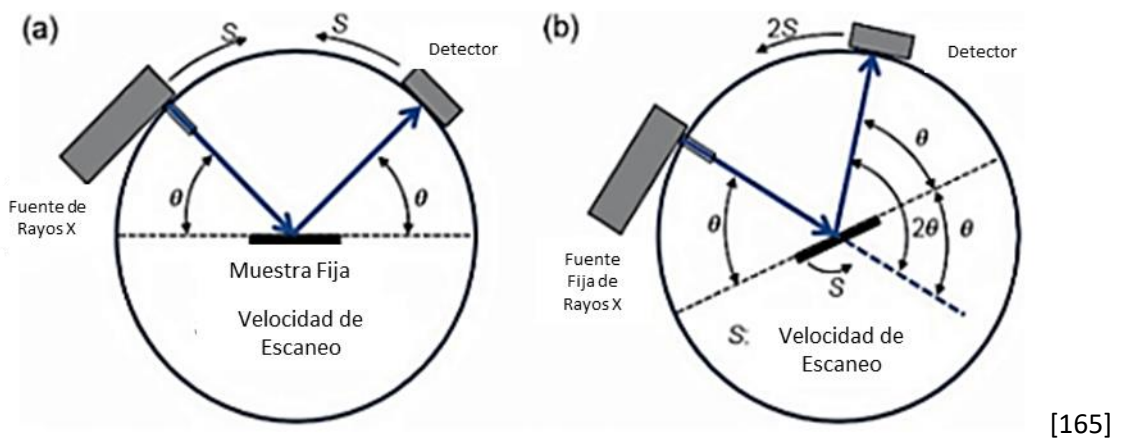 (a)
S
S
Detector
θ
θ
Fuente de
Rayos X
Muestra Fija
Velocidad de
Escaneo
(b)
2S
Detector
θ
θ
2θ
θ
Fuente
Fija de
Rayos X
S
S:
Velocidad de
Escaneo
[165]